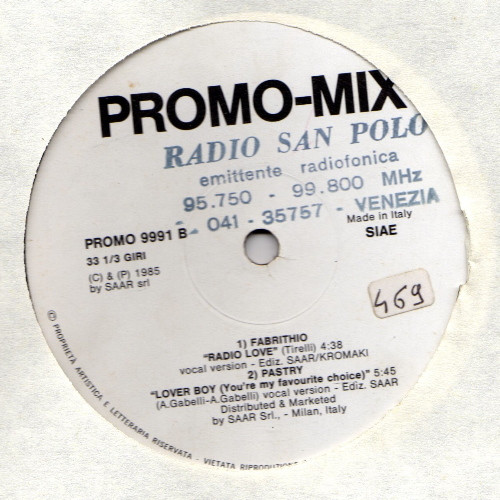 PROMO-MIX
RADIO SAN POLO
emittente radiofonica
95.750 - 99.800 MHz
- 041 - 35757 - VENEZIA
PROMO 9991 B
Made in Italy
33 1/3 GIRI
SIAE
(C) & (P) 1985
by SAAR srl
469
1) FABRITHIO
"RADIO LOVE" (Tirelli) 4:38
vocal version - Ediz. SAAR/KROMAKI
2) PASTRY
"LOVER BOY (You're my favourite choice)" 5:45
(A.Gabelli-A.Gabelli) vocal version - Ediz. SAAR
Distributed & Marketed
by SAAR Srl., - Milan, Italy
© PROPRIETA ARTISTICA E LETTERARIA RISERVATA - VIETATA RIPRODUZIONE